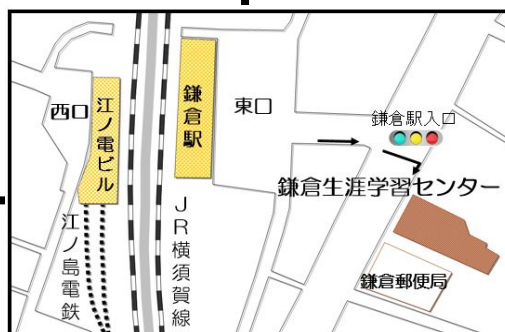 西口
江ノ電ビル
鎌倉駅
東口
鎌倉駅入口
鎌倉生涯学習センター
江ノ島電鉄
JR横須賀線
鎌倉郵便局